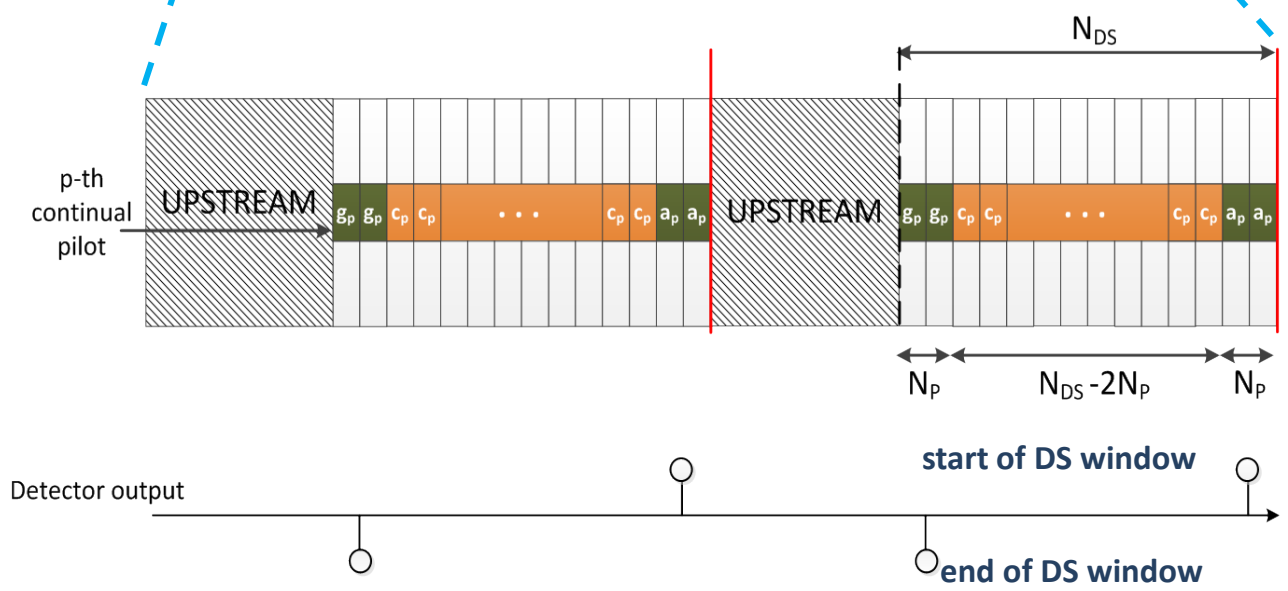 N_DS
p-th
continual
pilot
UPSTREAM
g_p g_p c_p c_p ... c_p c_p a_p a_p
UPSTREAM
g_p g_p c_p c_p ... c_p c_p a_p a_p
N_P
N_DS -2N_P
N_P
start of DS window
Detector output
end of DS window